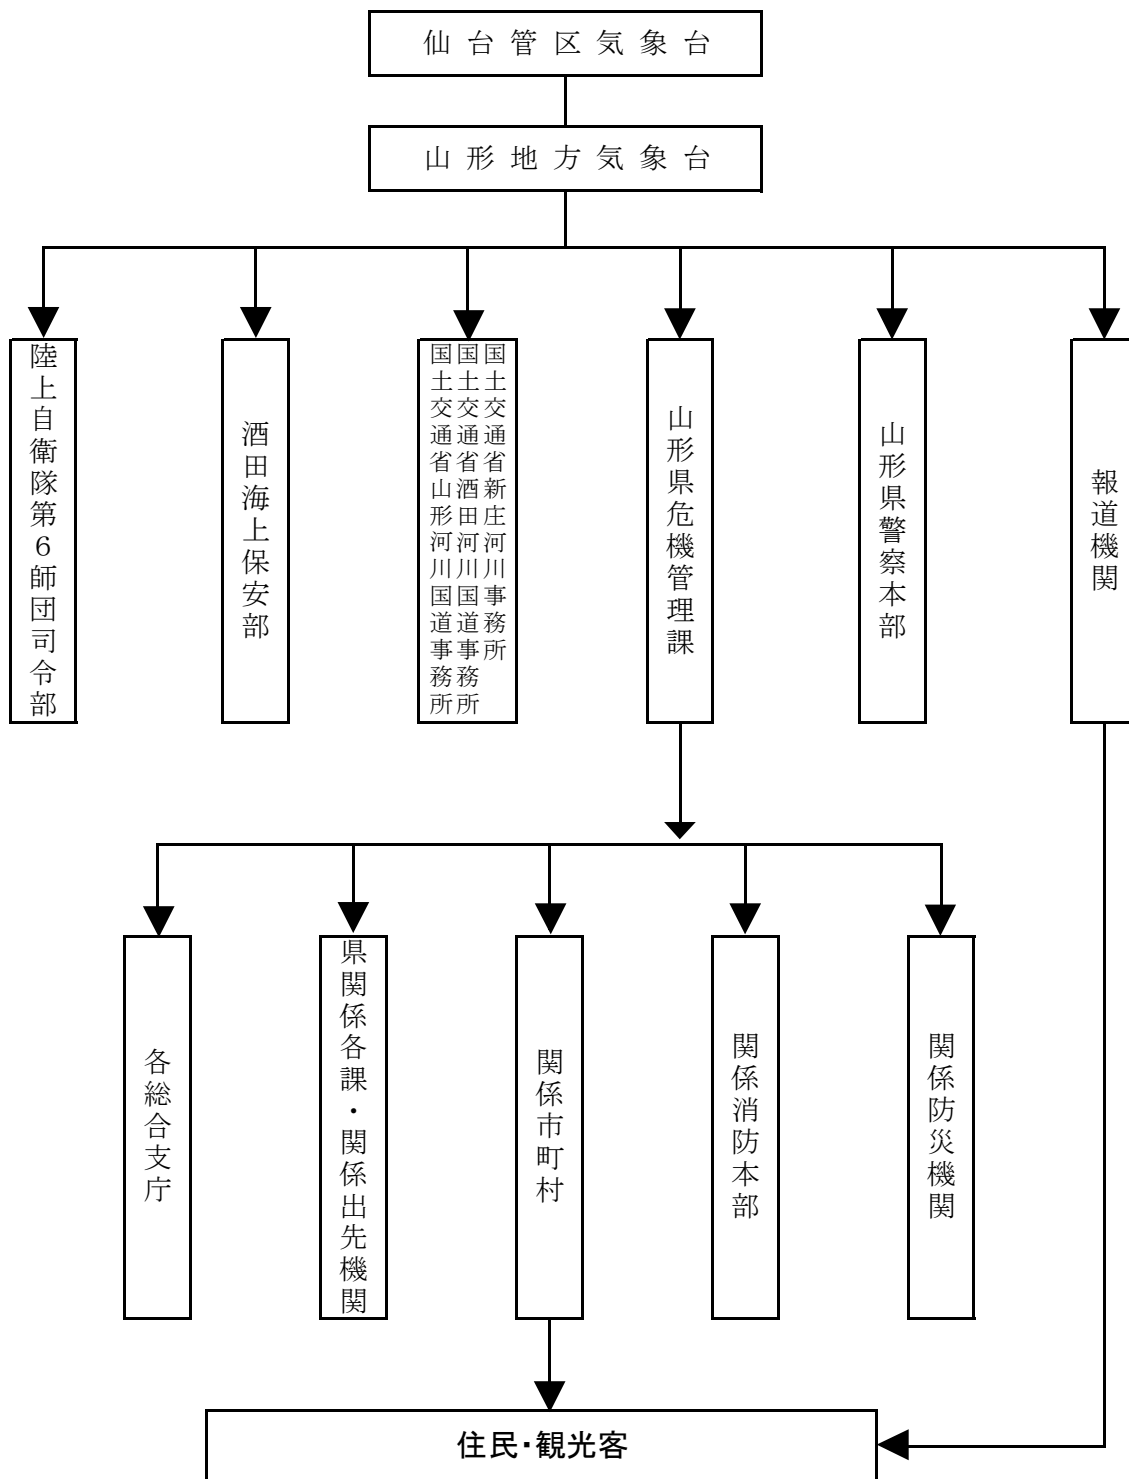 仙台管区気象台
山形地方気象台
陸上自衛隊第６師団司令部
酒田海上保安部
国土交通省新庄河川事務所
国土交通省酒田河川国道事務所
国土交通省山形河川国道事務所
山形県危機管理課
山形県警察本部
報道機関
各総合支庁
県関係各課・関係出先機関
関係市町村
関係消防本部
関係防災機関
住民・観光客